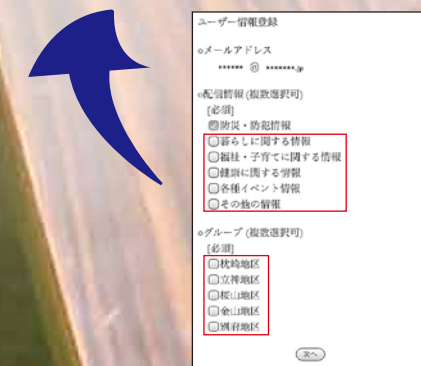 ユーザー情報登録
○メールアドレス
****** @ *******.jp
○配信情報 (複数選択可)
[必須]
防災・防犯情報
暮らしに関する情報
福祉・子育てに関する情報
健康に関する情報
各種イベント情報
その他の情報
○グループ (複数選択可)
[必須]
枕崎地区
立神地区
桜山地区
金山地区
別府地区
次へ